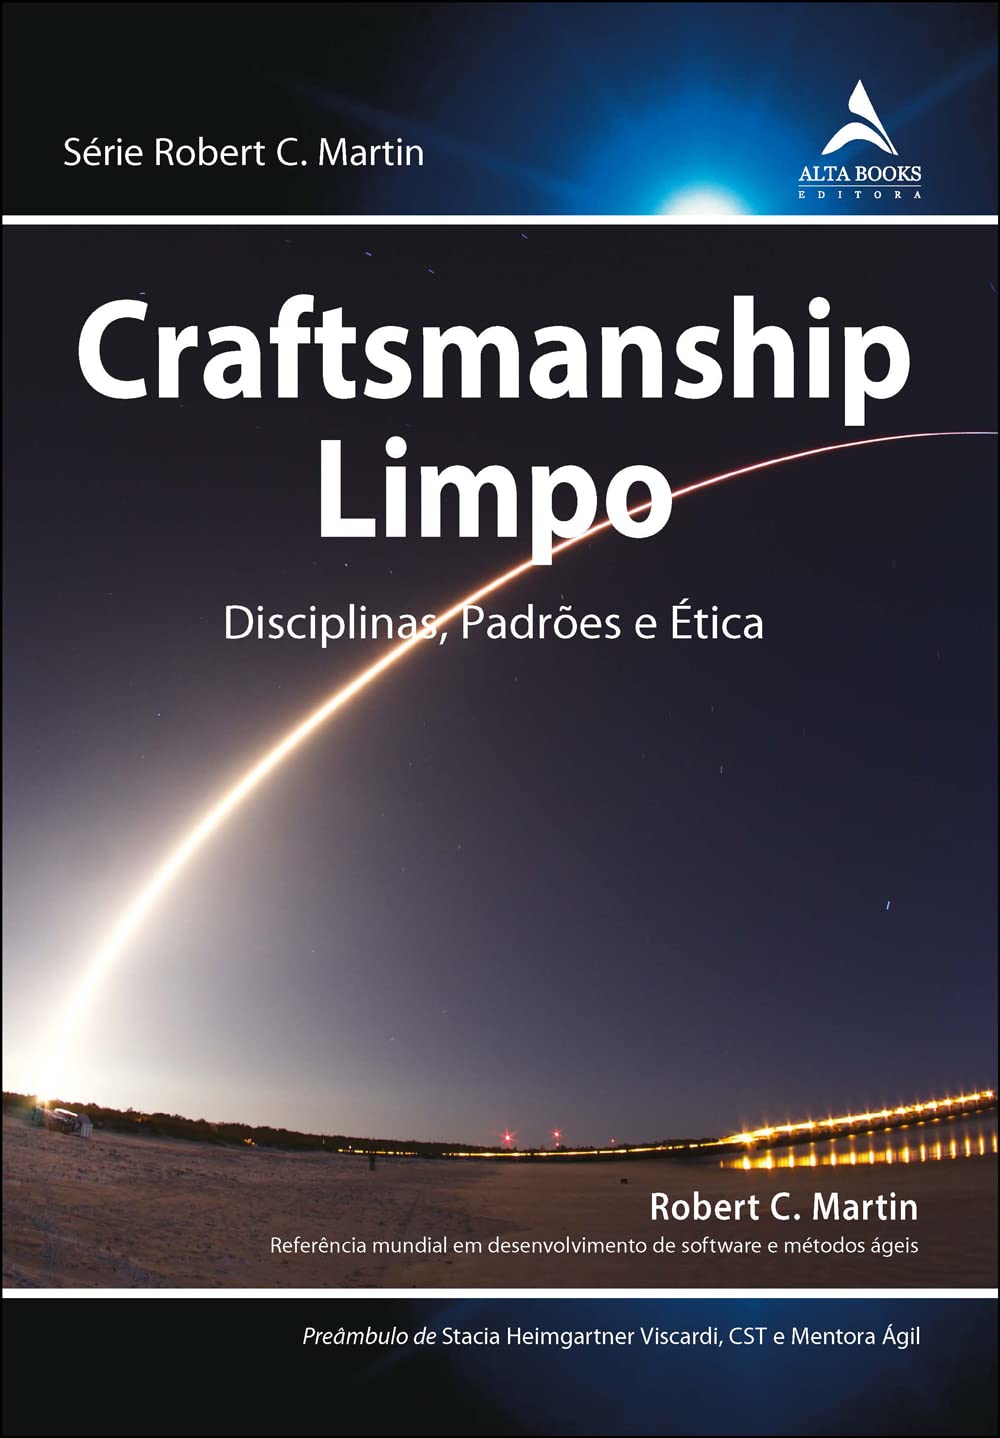 Série Robert C. Martin
ALTA BOOKS
EDITORA
Craftsmanship
Limpo
Disciplinas, Padrões e Ética
Robert C. Martin
Referência mundial em desenvolvimento de software e métodos ágeis
Preâmbulo de Stacia Heimgartner Viscardi, CST e Mentora Ágil